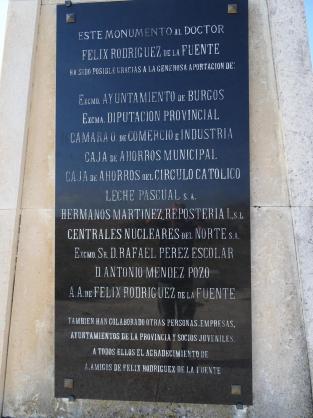 ESTE MONUMENTO AL DOCTOR
FELIX RODRIGUEZ DE LA FUENTE
HA SIDO POSIBLE GRACIAS A LA GENEROSA APORTACION DE:
EXCMO. AYUNTAMIENTO DE BURGOS
EXCMA. DIPUTACION PROVINCIAL
CAMARA O. DE COMERCIO E INDUSTRIA
CAJA DE AHORROS MUNICIPAL
CAJA DE AHORROS DEL CIRCULO CATOLICO
LECHE PASCUAL S.A.
HERMANOS MARTINEZ, REPOSTERIA I., S.L.
CENTRALES NUCLEARES DEL NORTE S.A.
EXCMO. SR. D. RAFAEL PEREZ ESCOLAR
D. ANTONIO MENDEZ POZO
A.A. DE FELIX RODRIGUEZ DE LA FUENTE
TAMBIEN HAN COLABORADO OTRAS PERSONAS, EMPRESAS,
AYUNTAMIENTOS DE LA PROVINCIA Y SOCIOS JUVENILES.
A TODOS ELLOS EL AGRADECIMIENTO DE
A. AMIGOS DE FELIX RODRIGUEZ DE LA FUENTE